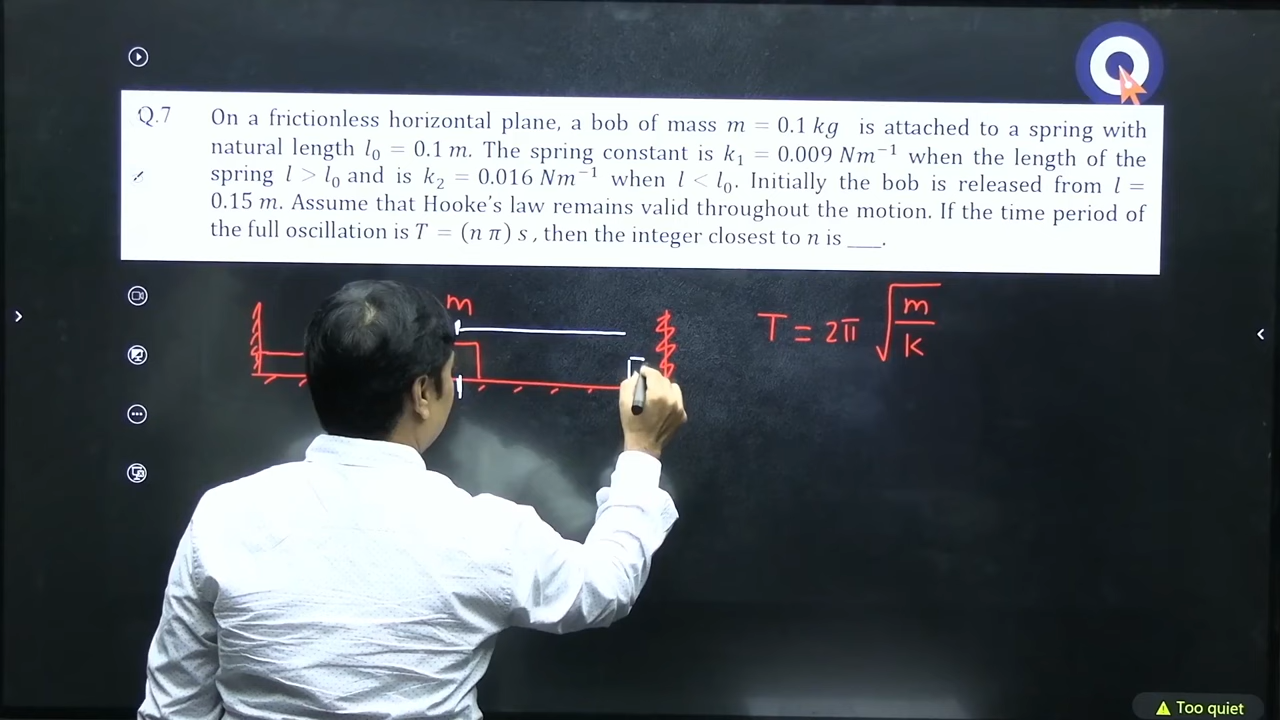 Q.7 On a frictionless horizontal plane, a bob of mass m = 0.1 kg is attached to a spring with
natural length l₀ = 0.1 m. The spring constant is k₁ = 0.009 Nm⁻¹ when the length of the
spring l > l₀ and is k₂ = 0.016 Nm⁻¹ when l < l₀. Initially the bob is released from l =
0.15 m. Assume that Hooke's law remains valid throughout the motion. If the time period of
the full oscillation is T = (n π) s, then the integer closest to n is ___.
m
T = 2π √(m/K)
Too quiet